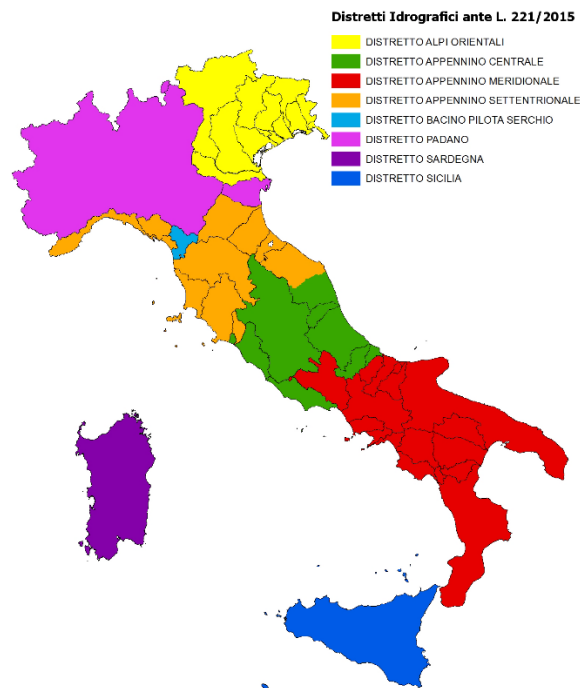 Distretti Idrografici ante L. 221/2015
DISTRETTO ALPI ORIENTALI
DISTRETTO APPENNINO CENTRALE
DISTRETTO APPENNINO MERIDIONALE
DISTRETTO APPENNINO SETTENTRIONALE
DISTRETTO BACINO PILOTA SERCHIO
DISTRETTO PADANO
DISTRETTO SARDEGNA
DISTRETTO SICILIA